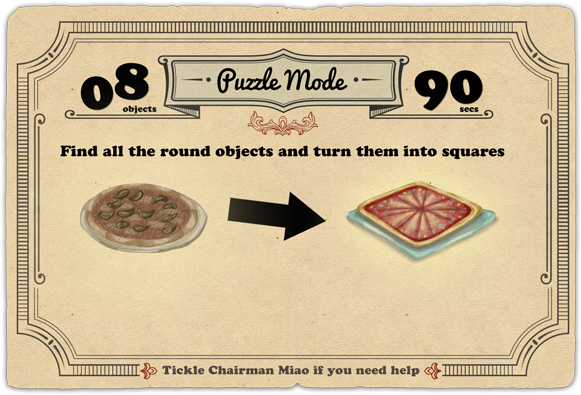 08
objects
Puzzle Mode
90
secs
Find all the round objects and turn them into squares
Tickle Chairman Miao if you need help